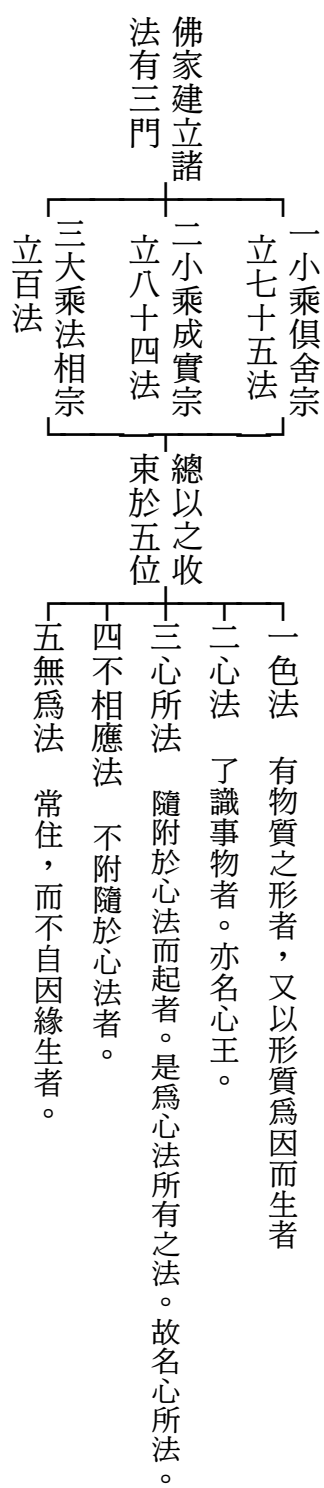 佛家建立諸
法有三門
一小乘俱舍宗
立七十五法
二小乘成實宗
立八十四法
三大乘法相宗
立百法
總以之收
束於五位
一色法　有物質之形者，又以形質爲因而生者
二心法　了識事物者。亦名心王。
三心所法　隨附於心法而起者。是爲心法所有之法。故名心所法。
四不相應法　不附隨於心法者。
五無爲法　常住，而不自因緣生者。